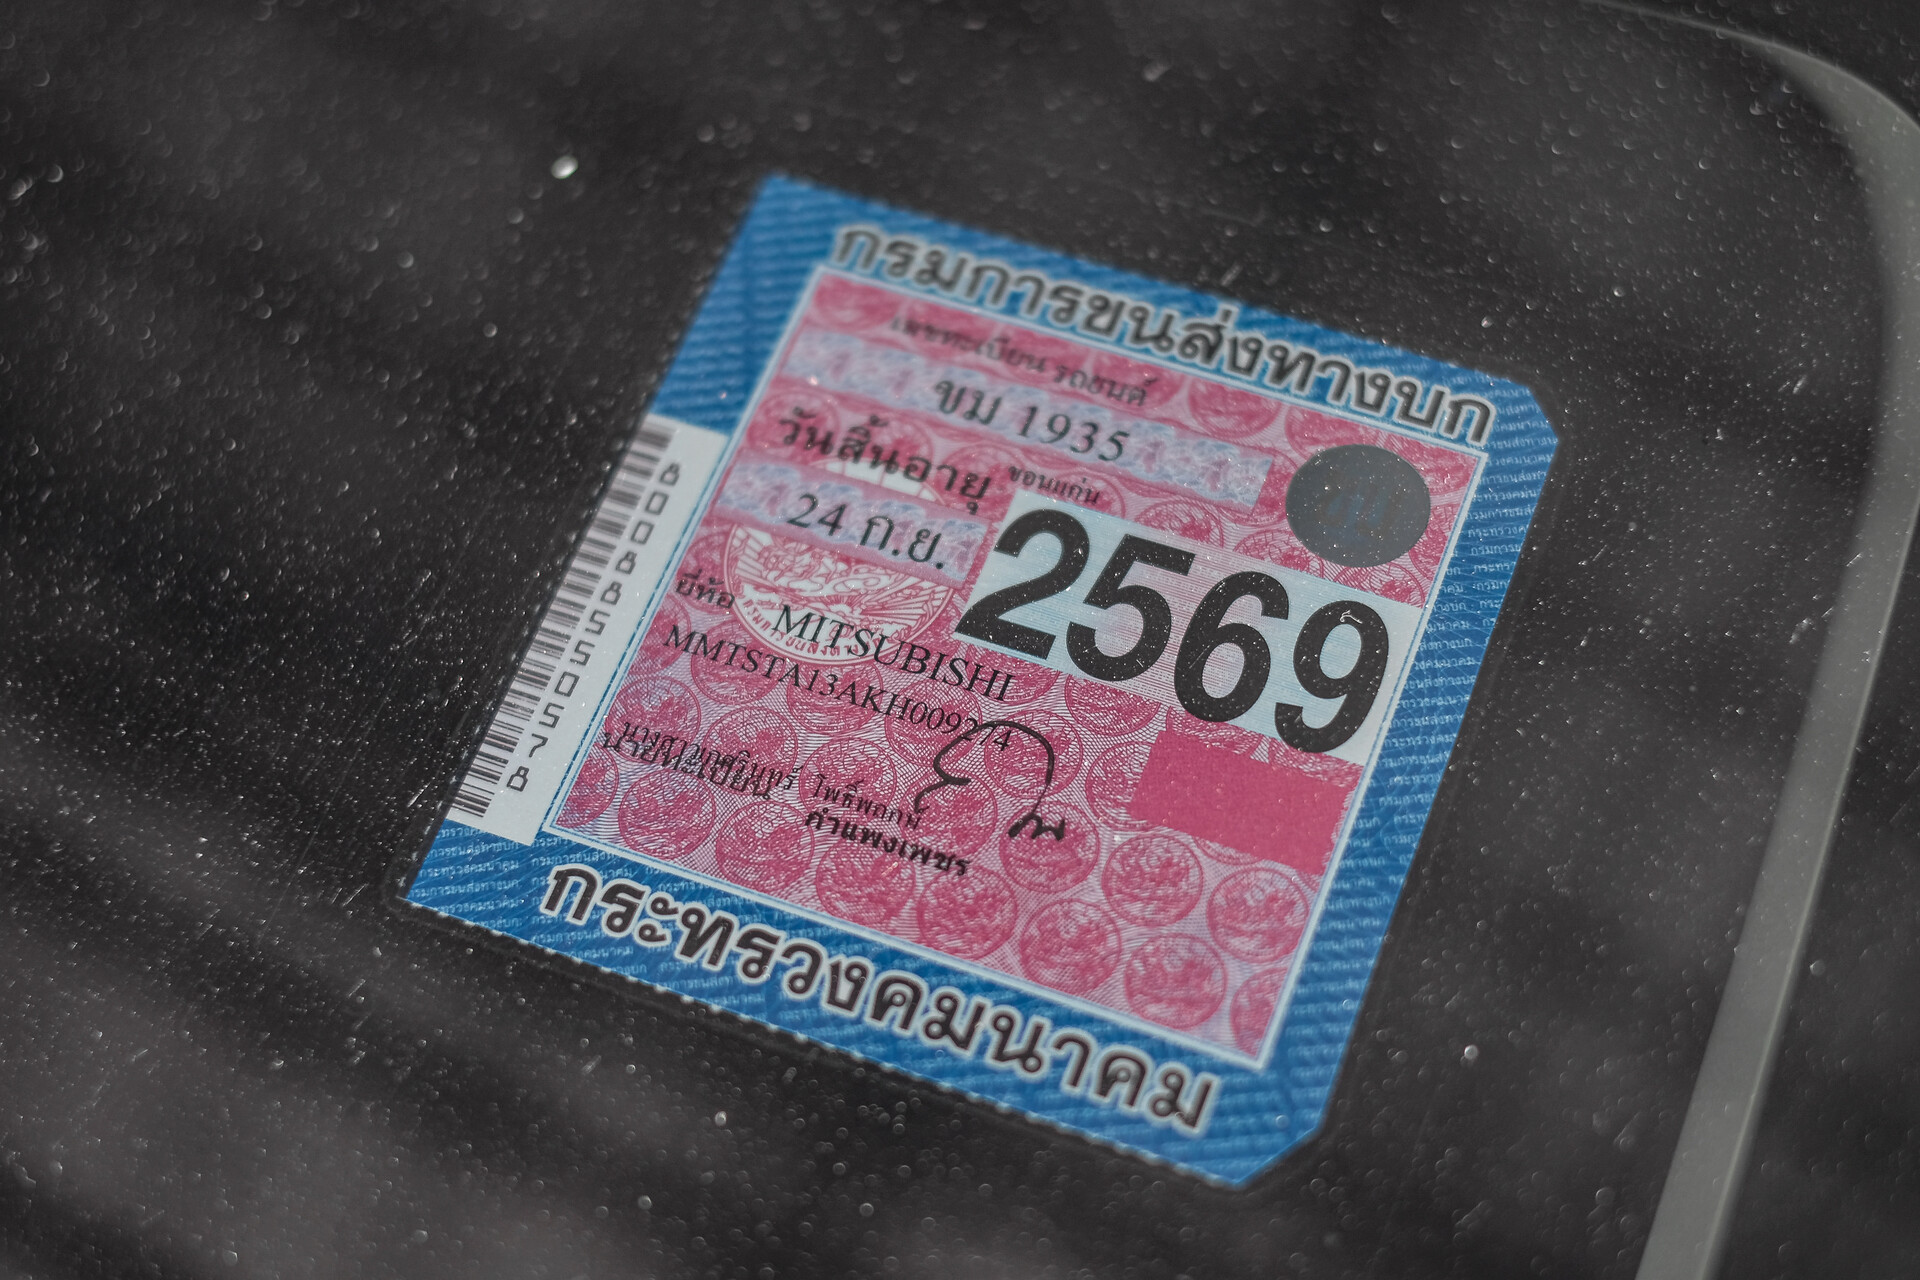 กรมการขนส่งทางบก
เลขทะเบียน รถยนต์
ขม 1935
วันสิ้นอายุ ขอนแก่น
24 ก.ย. 2569
ยี่ห้อ MITSUBISHI
MMTSTA13AKH009274
นายทะเบียน
กำแพงเพชร
กระทรวงคมนาคม